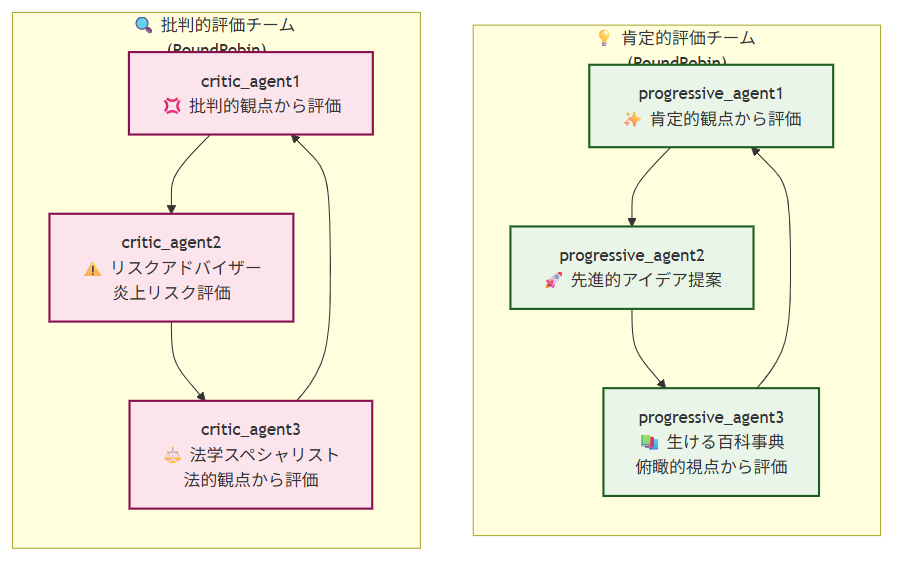 🔍 批判的評価チーム
(RoundRobin)
critic_agent1
💢 批判的観点から評価
critic_agent2
⚠️ リスクアドバイザー
炎上リスク評価
critic_agent3
⚖️ 法学スペシャリスト
法的観点から評価
💡 肯定的評価チーム
(RoundRobin)
progressive_agent1
✨ 肯定的観点から評価
progressive_agent2
🚀 先進的アイデア提案
progressive_agent3
📚 生ける百科事典
俯瞰的視点から評価